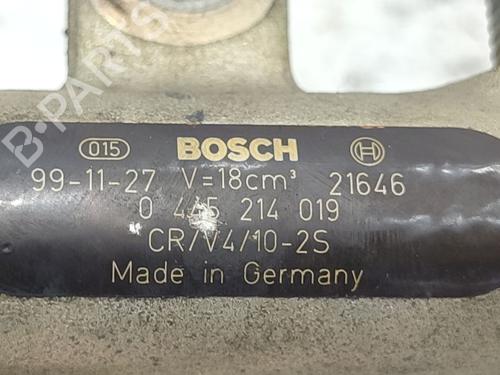 B-PARTS
015 BOSCH
99-11-27 V=18cm³ 21646
0 445 214 019
CR/V4/10-2S
Made in Germany